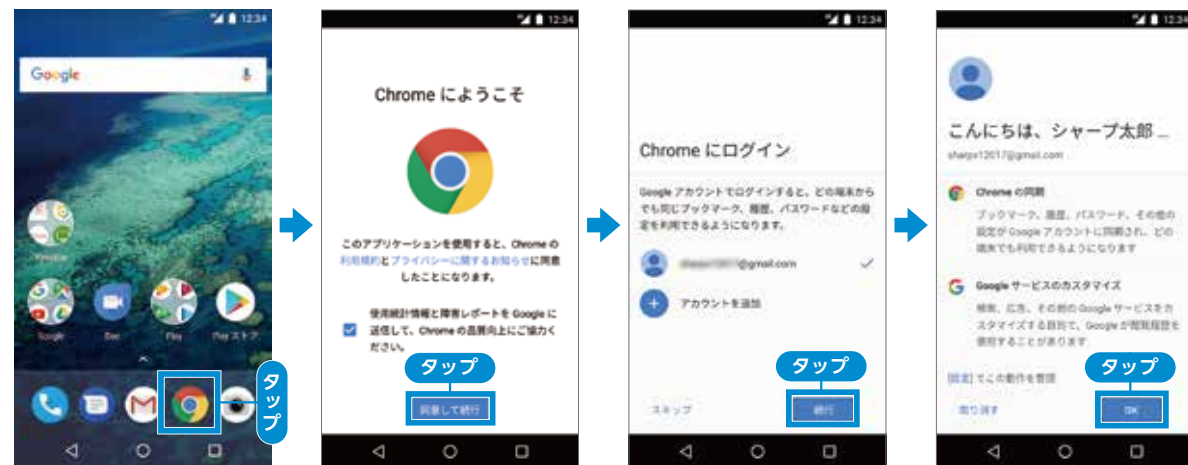 12:34
Google
Google
Duo
Play
Play ストア
タップ
12:34
Chrome にようこそ
このアプリケーションを使用すると、Chrome の
利用規約とプライバシーに関するお知らせに同意
したことになります。
使用統計情報と障害レポートを Google に
送信して、Chrome の品質向上にご協力く
ださい。
タップ
同意して続行
12:34
Chrome にログイン
Google アカウントでログインすると、どの端末から
でも同じブックマーク、履歴、パスワードなどの設
定を利用できるようになります。
@gmail.com
アカウントを追加
タップ
スキップ
続行
12:34
こんにちは、シャープ太郎 ...
sharpx12017@gmail.com
Chrome の同期
ブックマーク、履歴、パスワード、その他の
設定が Google アカウントに同期され、どの
端末でも利用できるようになります
Google サービスのカスタマイズ
検索、広告、その他の Google サービスをカ
スタマイズする目的で、Google が閲覧履歴を
使用することがあります
[設定] でこの動作を管理
タップ
取り消す
OK